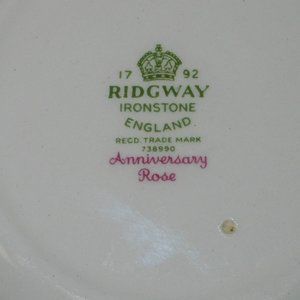 17 92
RIDGWAY
IRONSTONE
ENGLAND
REGD. TRADE MARK
738990
Anniversary
Rose